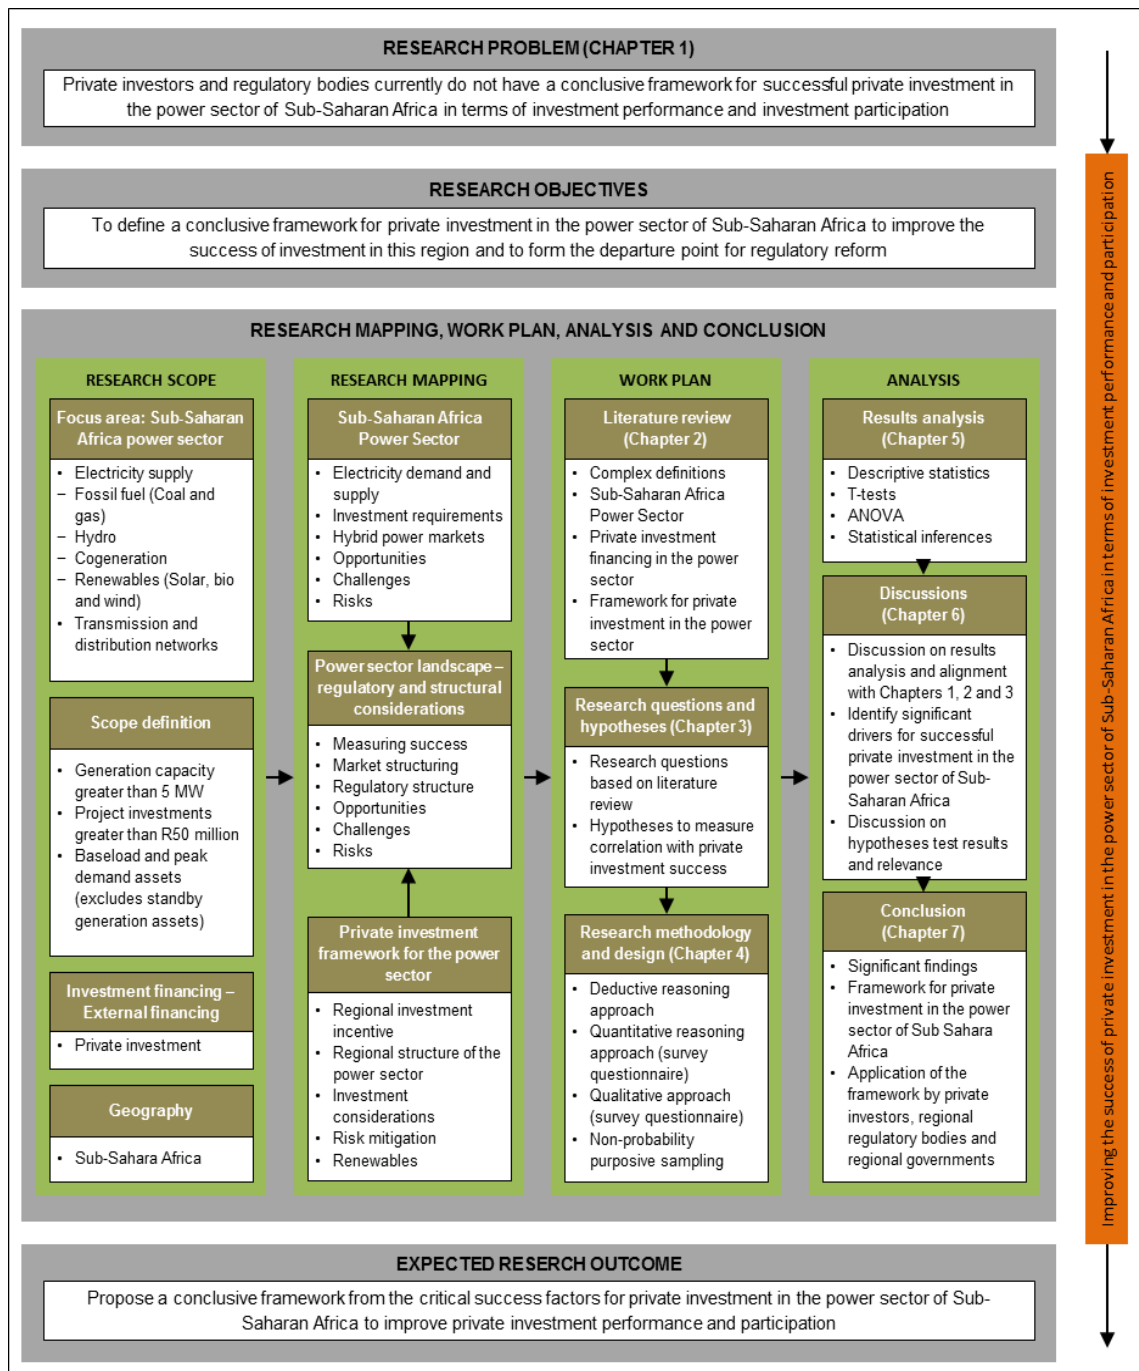 RESEARCH PROBLEM (CHAPTER 1)
Private investors and regulatory bodies currently do not have a conclusive framework for successful private investment in
the power sector of Sub-Saharan Africa in terms of investment performance and investment participation
RESEARCH OBJECTIVES
To define a conclusive framework for private investment in the power sector of Sub-Saharan Africa to improve the
success of investment in this region and to form the departure point for regulatory reform
RESEARCH MAPPING, WORK PLAN, ANALYSIS AND CONCLUSION
RESEARCH SCOPE
Focus area: Sub-Saharan
Africa power sector
• Electricity supply
– Fossil fuel (Coal and
gas)
– Hydro
– Cogeneration
– Renewables (Solar, bio
and wind)
• Transmission and
distribution networks
Scope definition
• Generation capacity
greater than 5 MW
• Project investments
greater than R50 million
• Baseload and peak
demand assets
(excludes standby
generation assets)
Investment financing –
External financing
• Private investment
Geography
• Sub-Sahara Africa
RESEARCH MAPPING
Sub-Saharan Africa
Power Sector
• Electricity demand and
supply
• Investment requirements
• Hybrid power markets
• Opportunities
• Challenges
• Risks
Power sector landscape –
regulatory and structural
considerations
• Measuring success
• Market structuring
• Regulatory structure
• Opportunities
• Challenges
• Risks
Private investment
framework for the power
sector
• Regional investment
incentive
• Regional structure of the
power sector
• Investment
considerations
• Risk mitigation
• Renewables
WORK PLAN
Literature review
(Chapter 2)
• Complex definitions
• Sub-Saharan Africa
Power Sector
• Private investment
financing in the power
sector
• Framework for private
investment in the power
sector
Research questions and
hypotheses (Chapter 3)
• Research questions
based on literature
review
• Hypotheses to measure
correlation with private
investment success
Research methodology
and design (Chapter 4)
• Deductive reasoning
approach
• Quantitative reasoning
approach (survey
questionnaire)
• Qualitative approach
(survey questionnaire)
• Non-probability
purposive sampling
ANALYSIS
Results analysis
(Chapter 5)
• Descriptive statistics
• T-tests
• ANOVA
• Statistical inferences
Discussions
(Chapter 6)
• Discussion on results
analysis and alignment
with Chapters 1, 2 and 3
• Identify significant
drivers for successful
private investment in the
power sector of Sub-
Saharan Africa
• Discussion on
hypotheses test results
and relevance
Conclusion
(Chapter 7)
• Significant findings
• Framework for private
investment in the power
sector of Sub Sahara
Africa
• Application of the
framework by private
investors, regional
regulatory bodies and
regional governments
EXPECTED RESERCH OUTCOME
Propose a conclusive framework from the critical success factors for private investment in the power sector of Sub-
Saharan Africa to improve private investment performance and participation
Improving the success of private investment in the power sector of Sub-Saharan Africa in terms of investment performance and participation